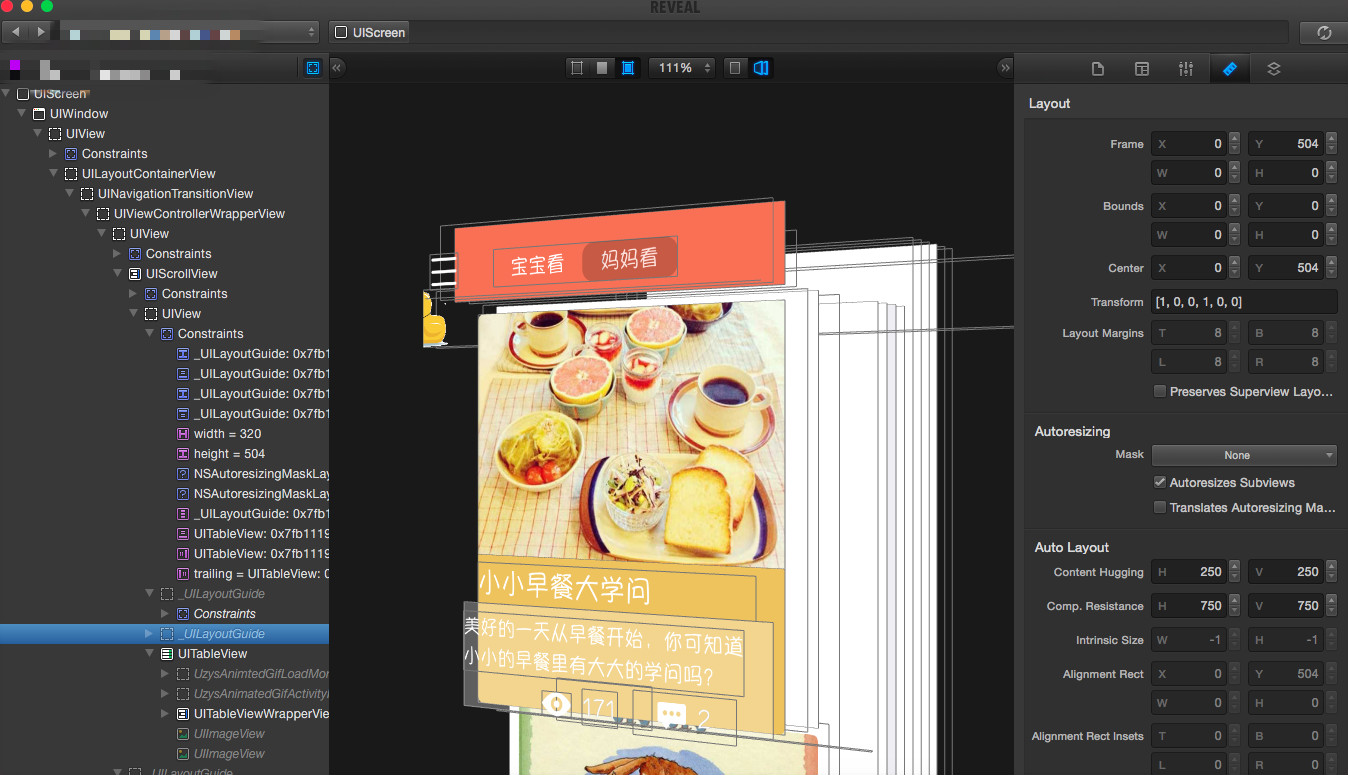 REVEAL
UIScreen
111%
UIScreen
UIWindow
UIView
Constraints
UILayoutContainerView
UINavigationTransitionView
UIViewControllerWrapperView
UIView
Constraints
UIScrollView
Constraints
UIView
Constraints
_UILayoutGuide: 0x7fb1
_UILayoutGuide: 0x7fb1
_UILayoutGuide: 0x7fb1
_UILayoutGuide: 0x7fb1
width = 320
height = 504
NSAutoresizingMaskLay
NSAutoresizingMaskLay
_UILayoutGuide: 0x7fb1
UITableView: 0x7fb1119
UITableView: 0x7fb1119
trailing = UITableView: 0
_UILayoutGuide
Constraints
_UILayoutGuide
UITableView
UzysAnimtedGifLoadMor
UzysAnimatedGifActivityI
UITableViewWrapperVie
UIImageView
UIImageView
_UILayoutGuide
宝宝看 妈妈看
小小早餐大学问
美好的一天从早餐开始，你可知道
小小的早餐里有大大的学问吗？
171 2
Layout
Frame X 0 Y 504
W 0 H 0
Bounds X 0 Y 0
W 0 H 0
Center X 0 Y 504
Transform [1, 0, 0, 1, 0, 0]
Layout Margins T 8 B 8
L 8 R 8
Preserves Superview Layo...
Autoresizing
Mask None
Autoresizes Subviews
Translates Autoresizing Ma...
Auto Layout
Content Hugging H 250 V 250
Comp. Resistance H 750 V 750
Intrinsic Size W -1 H -1
Alignment Rect X 0 Y 504
W 0 H 0
Alignment Rect Insets T 0 B 0
L 0 R 0